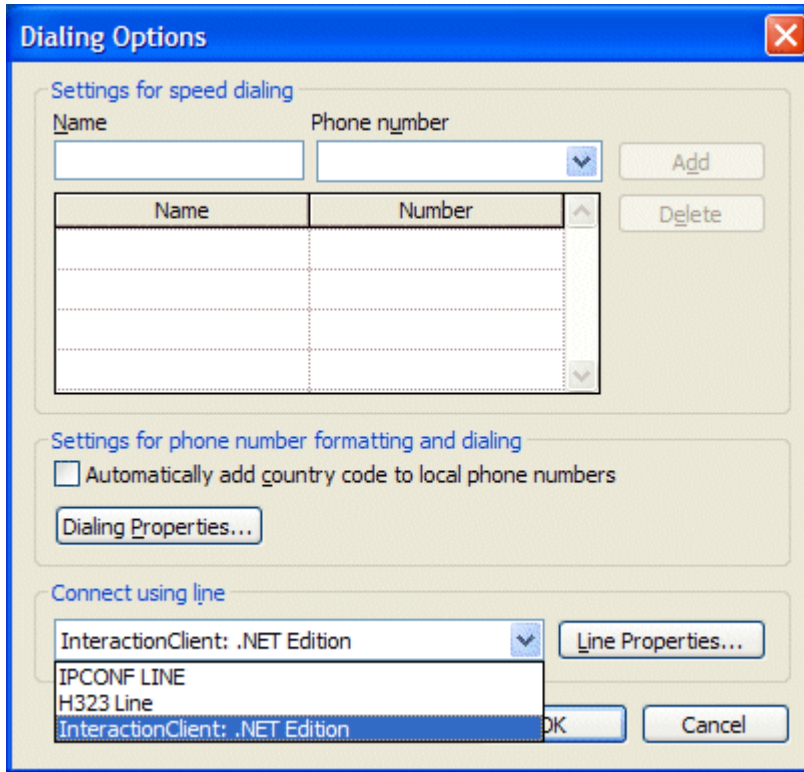 Dialing Options
Settings for speed dialing
Name Phone number
Add
Name Number
Delete
Settings for phone number formatting and dialing
Automatically add country code to local phone numbers
Dialing Properties...
Connect using line
InteractionClient: .NET Edition
Line Properties...
IPCONF LINE
H323 Line
InteractionClient: .NET Edition
OK Cancel